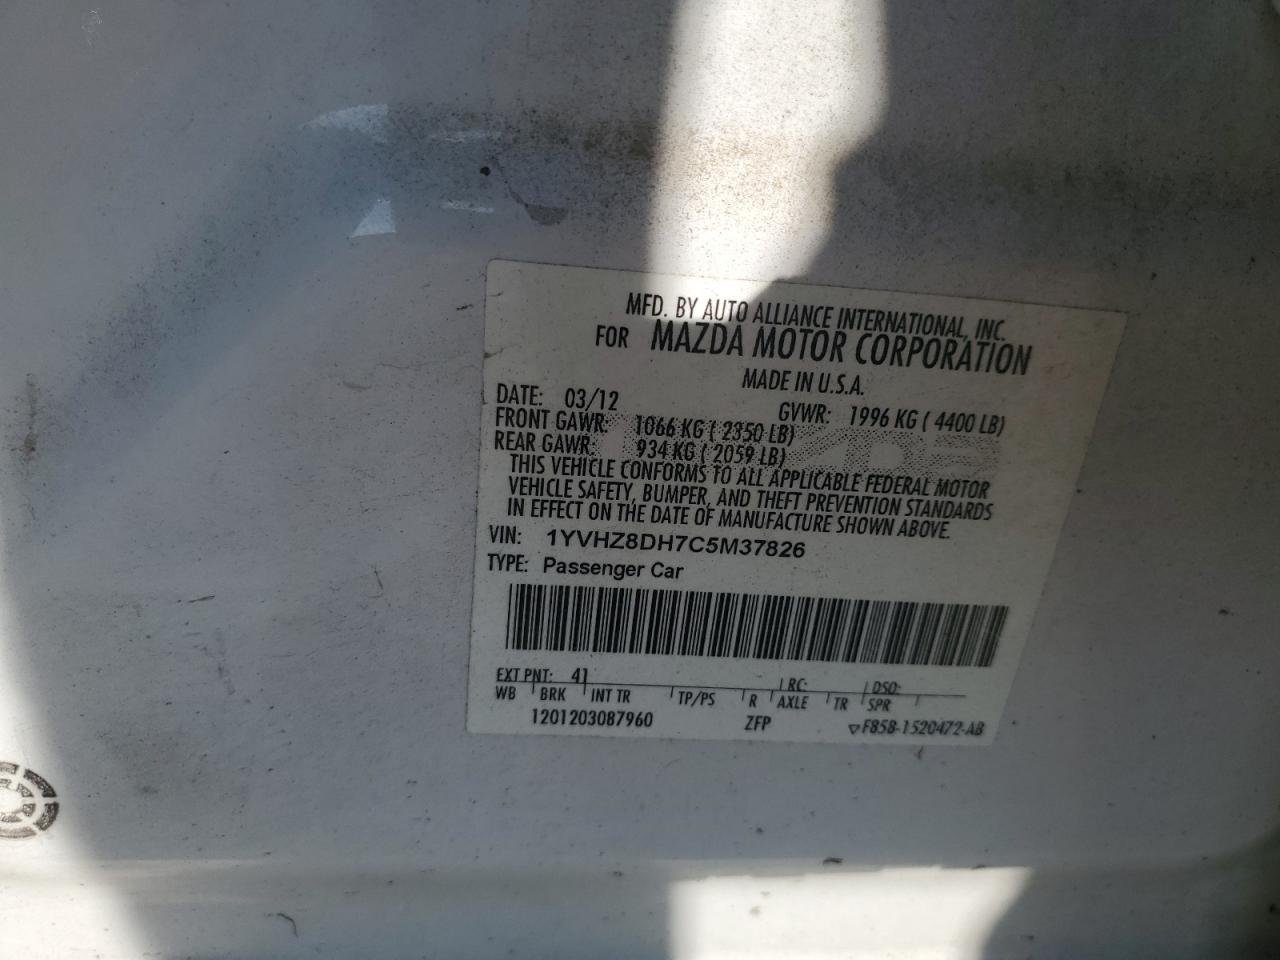 MFD. BY AUTO ALLIANCE INTERNATIONAL, INC.
FOR MAZDA MOTOR CORPORATION
MADE IN U.S.A.
DATE: 03/12 GVWR: 1996 KG ( 4400 LB)
FRONT GAWR: 1066 KG ( 2350 LB)
REAR GAWR: 934 KG ( 2059 LB)
THIS VEHICLE CONFORMS TO ALL APPLICABLE FEDERAL MOTOR
VEHICLE SAFETY, BUMPER, AND THEFT PREVENTION STANDARDS
IN EFFECT ON THE DATE OF MANUFACTURE SHOWN ABOVE.
VIN: 1YVHZ8DH7C5M37826
TYPE: Passenger Car
EXT PNT: 41 RC: DSO:
WB BRK INT TR TP/PS R AXLE TR SPR
1201203087960 ZFP F85B-1520472-AB